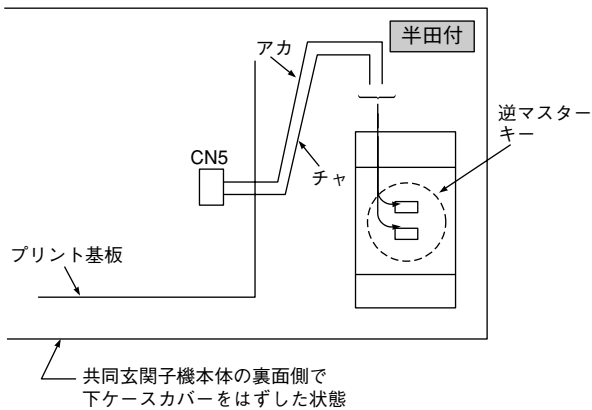 半田付
アカ
逆マスター
キー
CN5
チャ
プリント基板
共同玄関子機本体の裏面側で
下ケースカバーをはずした状態